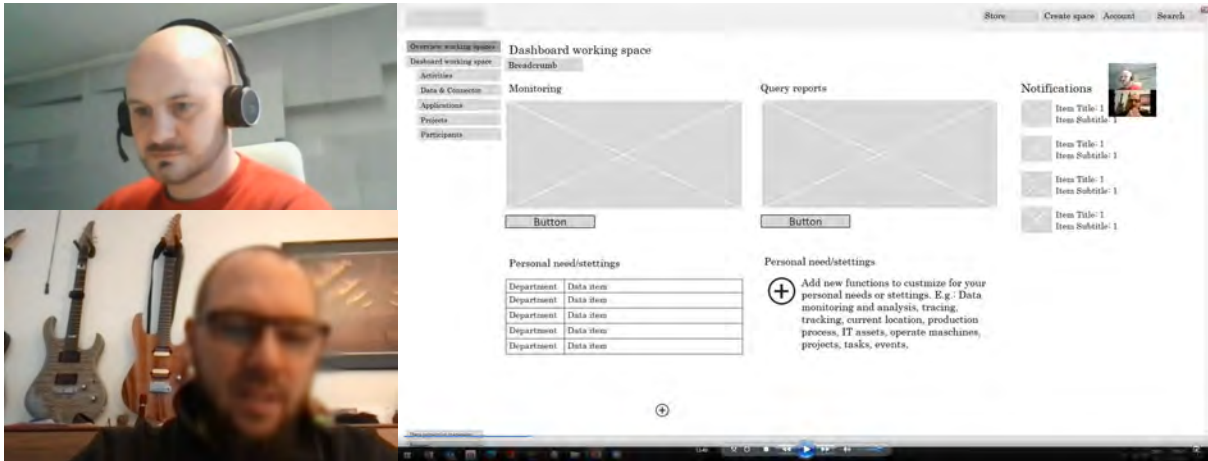 Store
Create space
Account
Search
Overview working spaces
Dashboard working space
Activities
Data & Connector
Applications
Projects
Participants
Dashboard working space
Breadcrumb
Monitoring
Button
Query reports
Button
Notifications
Item Title: 1
Item Subtitle: 1
Item Title: 1
Item Subtitle: 1
Item Title: 1
Item Subtitle: 1
Item Title: 1
Item Subtitle: 1
Personal need/stettings
Department Data item
Department Data item
Department Data item
Department Data item
Department Data item
Personal need/stettings
Add new functions to custmize for your
personal needs or stettings. E.g.: Data
monitoring and analysis, tracing,
tracking, current location, production
process, IT assets, operate maschines,
projects, tasks, events,